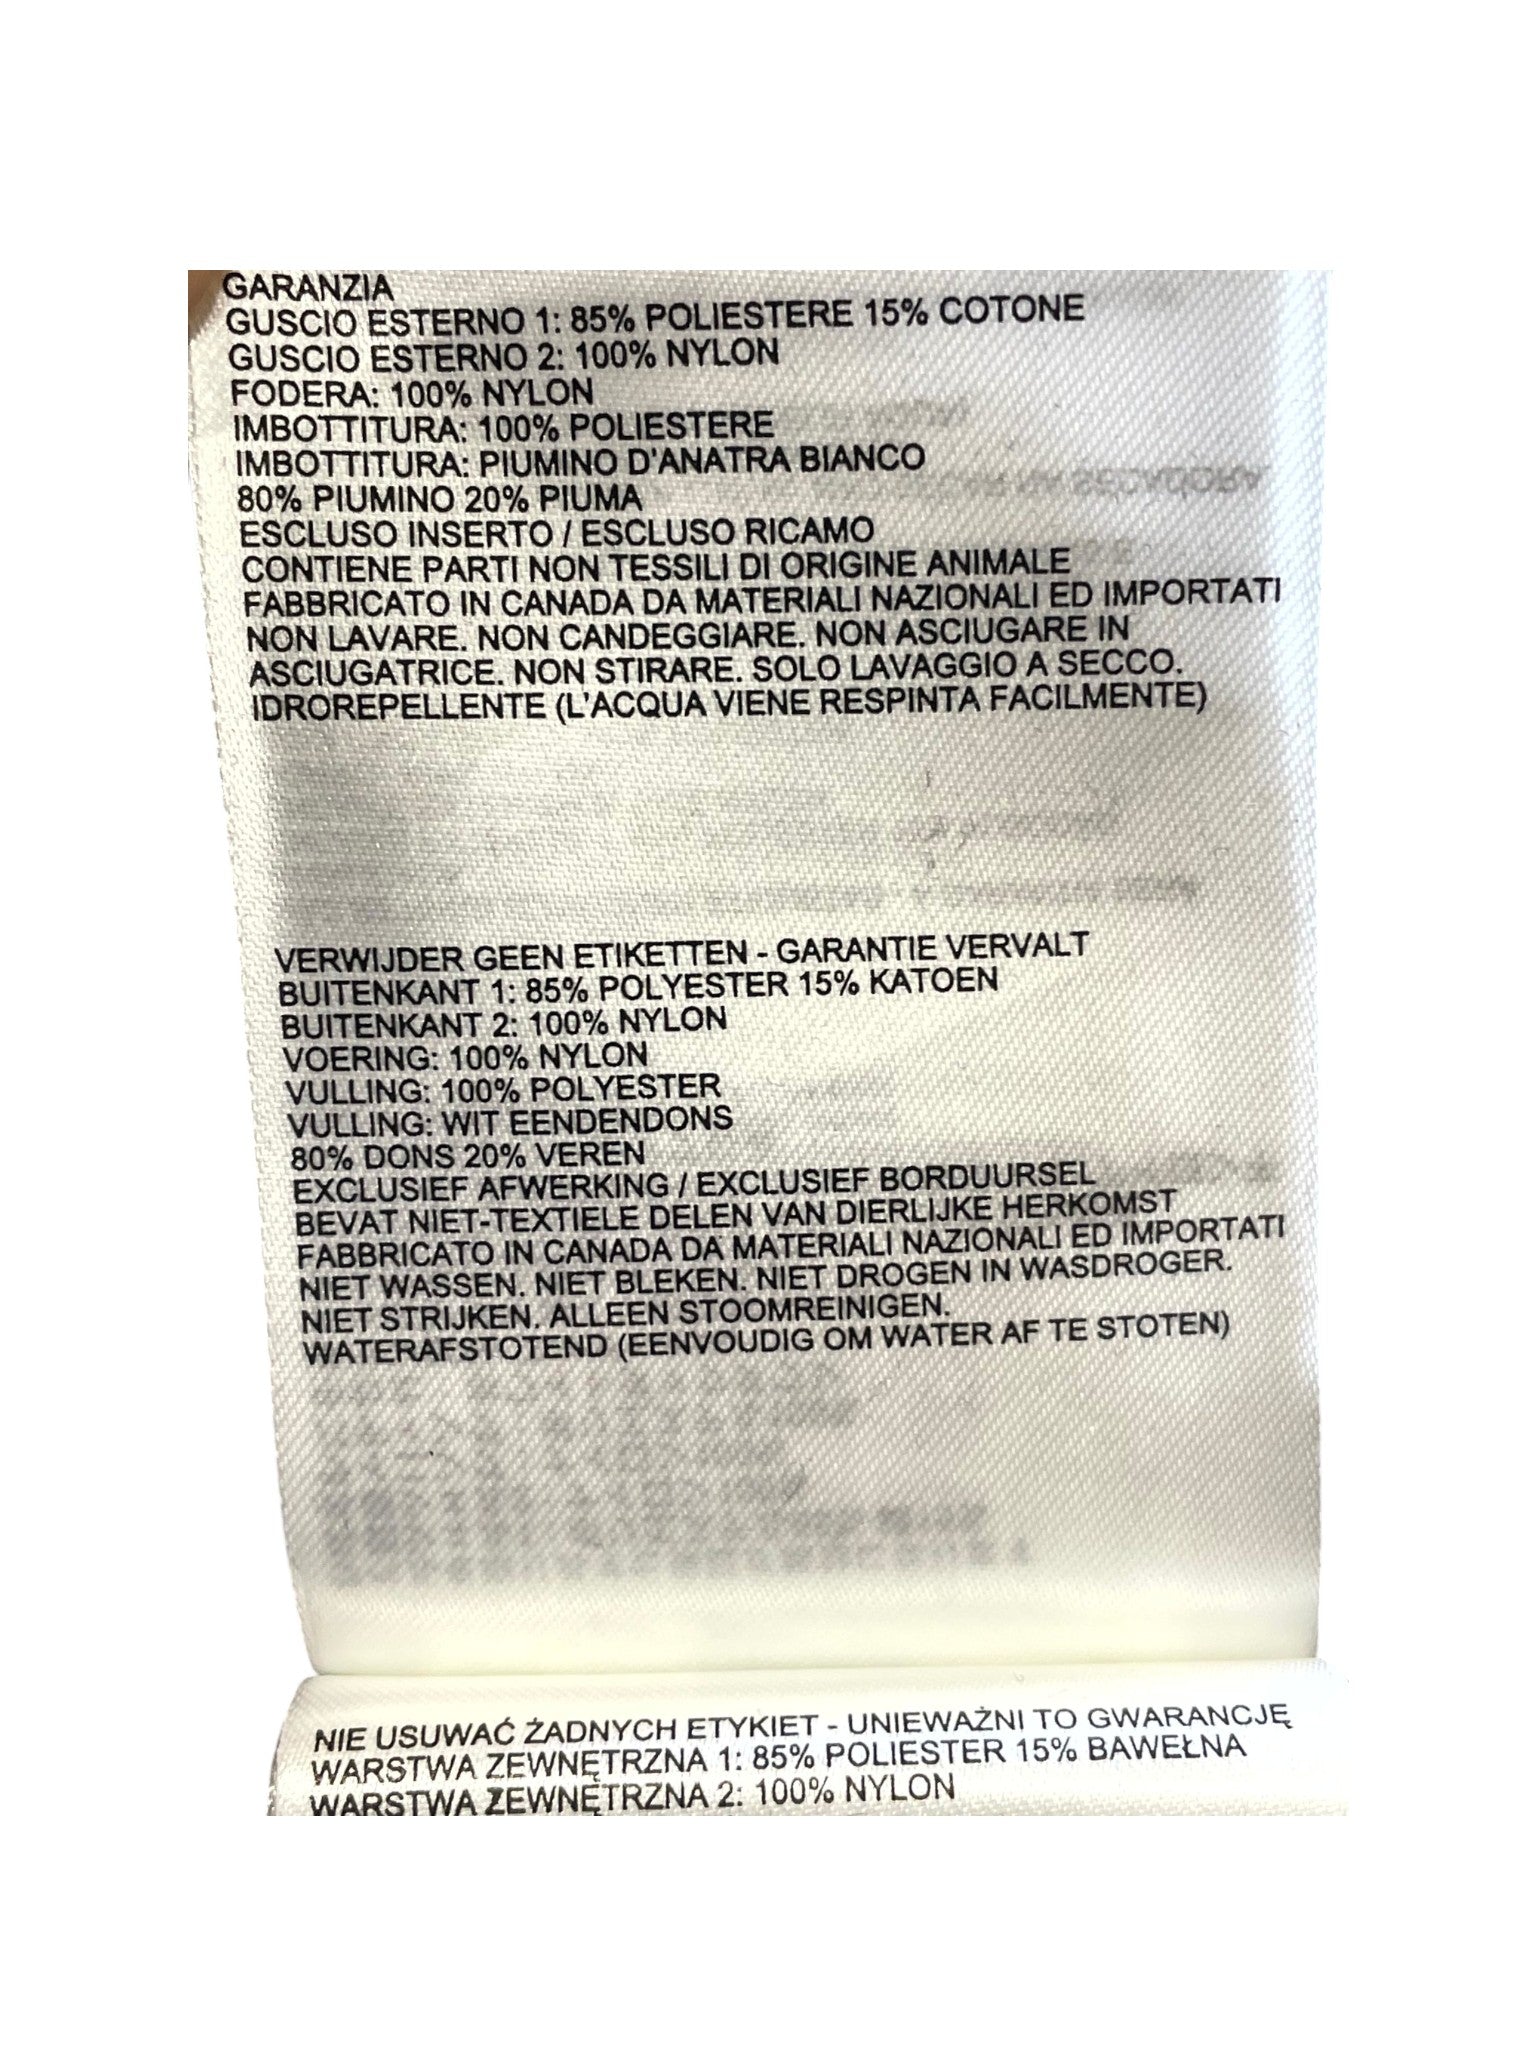 GARANZIA
GUSCIO ESTERNO 1: 85% POLIESTERE 15% COTONE
GUSCIO ESTERNO 2: 100% NYLON
FODERA: 100% NYLON
IMBOTTITURA: 100% POLIESTERE
IMBOTTITURA: PIUMINO D'ANATRA BIANCO
80% PIUMINO 20% PIUMA
ESCLUSO INSERTO / ESCLUSO RICAMO
CONTIENE PARTI NON TESSILI DI ORIGINE ANIMALE
FABBRICATO IN CANADA DA MATERIALI NAZIONALI ED IMPORTATI
NON LAVARE. NON CANDEGGIARE. NON ASCIUGARE IN
ASCIUGATRICE. NON STIRARE. SOLO LAVAGGIO A SECCO.
IDROREPELLENTE (L'ACQUA VIENE RESPINTA FACILMENTE)
VERWIJDER GEEN ETIKETTEN - GARANTIE VERVALT
BUITENKANT 1: 85% POLYESTER 15% KATOEN
BUITENKANT 2: 100% NYLON
VOERING: 100% NYLON
VULLING: 100% POLYESTER
VULLING: WIT EENDENDONS
80% DONS 20% VEREN
EXCLUSIEF AFWERKING / EXCLUSIEF BORDUURSEL
BEVAT NIET-TEXTIELE DELEN VAN DIERLIJKE HERKOMST
FABBRICATO IN CANADA DA MATERIALI NAZIONALI ED IMPORTATI
NIET WASSEN. NIET BLEKEN. NIET DROGEN IN WASDROGER.
NIET STRIJKEN. ALLEEN STOOMREINIGEN.
WATERAFSTOTEND (EENVOUDIG OM WATER AF TE STOTEN)
NIE USUWAĆ ŻADNYCH ETYKIET - UNIEWAŻNI TO GWARANCJĘ
WARSTWA ZEWNĘTRZNA 1: 85% POLIESTER 15% BAWEŁNA
WARSTWA ZEWNĘTRZNA 2: 100% NYLON